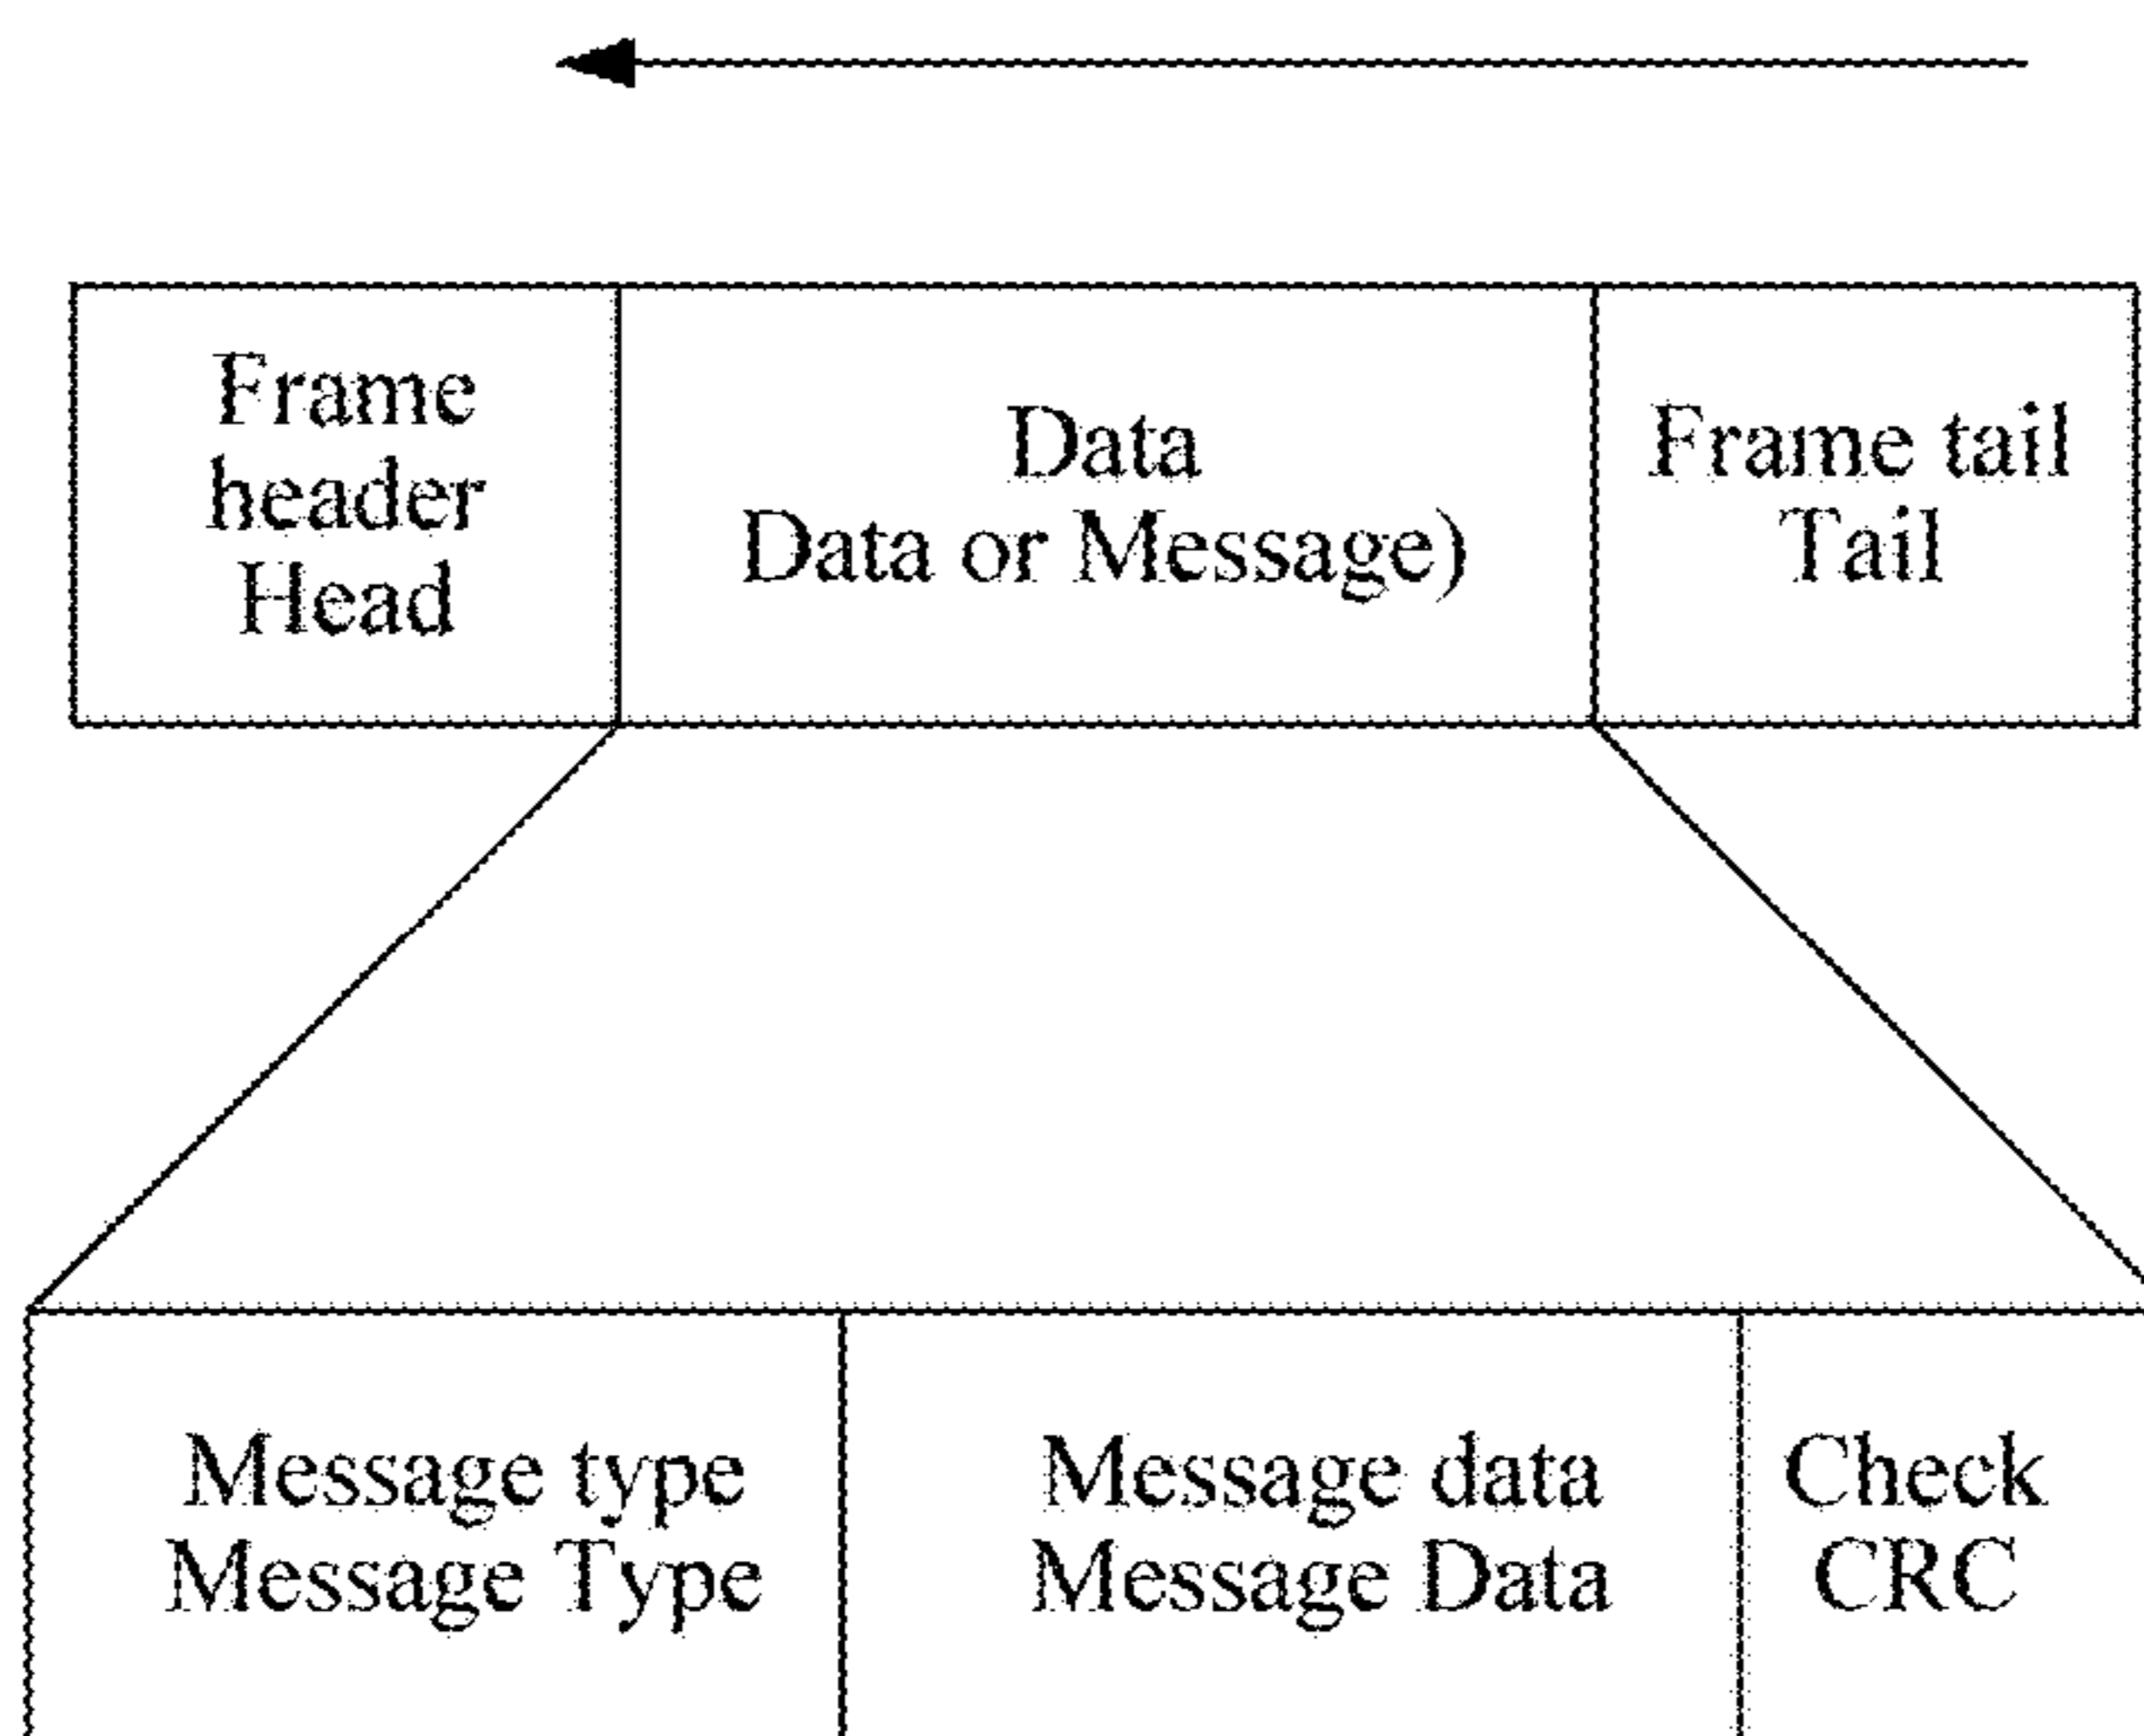 Frame
header
Head
Data
Data or Message)
Frame tail
Tail
Message type
Message Type
Message data
Message Data
Check
CRC